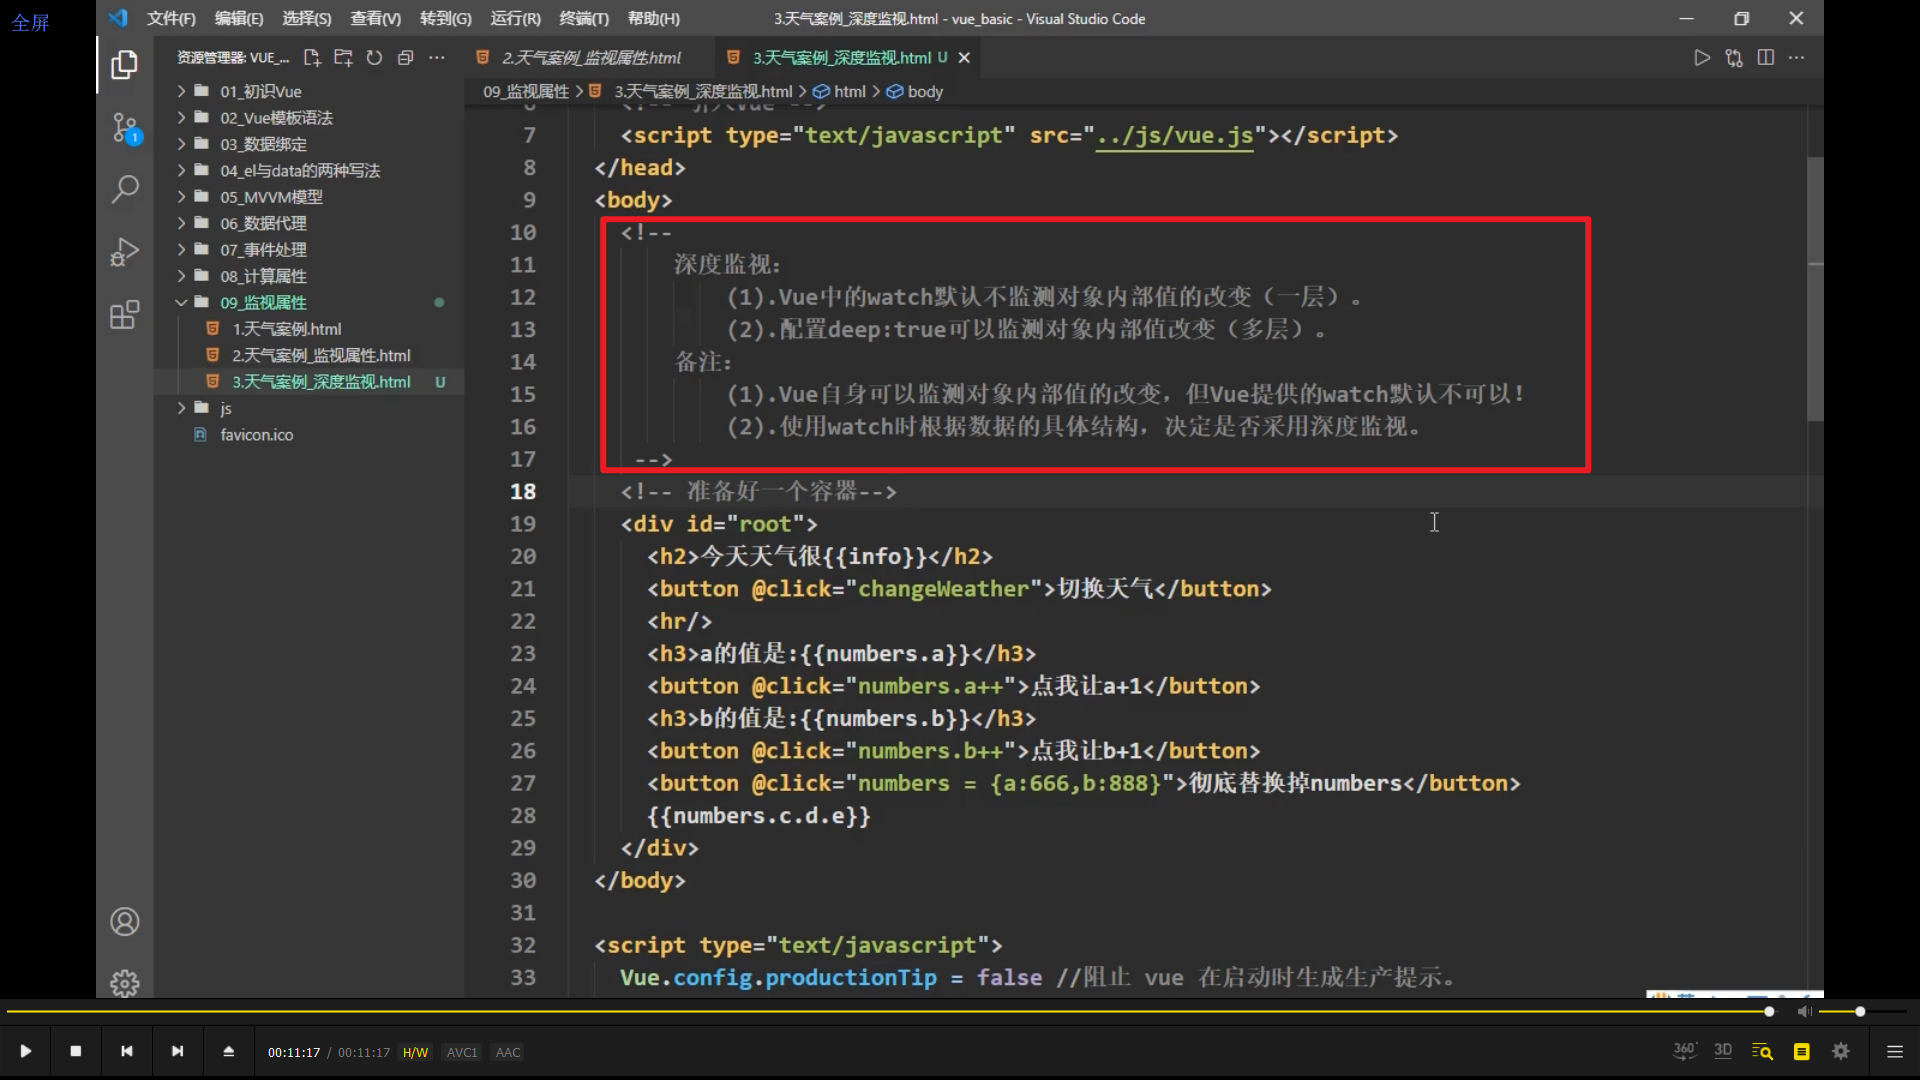 全屏
文件(F) 编辑(E) 选择(S) 查看(V) 转到(G) 运行(R) 终端(T) 帮助(H) 3.天气案例_深度监视.html - vue_basic - Visual Studio Code
资源管理器: VUE_...
2.天气案例_监视属性.html
3.天气案例_深度监视.html U
01_初识Vue
02_Vue模板语法
03_数据绑定
04_el与data的两种写法
05_MVVM模型
06_数据代理
07_事件处理
08_计算属性
09_监视属性
1.天气案例.html
2.天气案例_监视属性.html
3.天气案例_深度监视.html U
js
favicon.ico
1
09_监视属性 > 3.天气案例_深度监视.html > html > body
6 <!-- 引入Vue -->
7 <script type="text/javascript" src="../js/vue.js"></script>
8 </head>
9 <body>
10 <!--
11 深度监视：
12 (1).Vue中的watch默认不监测对象内部值的改变（一层）。
13 (2).配置deep:true可以监测对象内部值改变（多层）。
14 备注：
15 (1).Vue自身可以监测对象内部值的改变，但Vue提供的watch默认不可以！
16 (2).使用watch时根据数据的具体结构，决定是否采用深度监视。
17 -->
18 <!-- 准备好一个容器-->
19 <div id="root">
20 <h2>今天天气很{{info}}</h2>
21 <button @click="changeWeather">切换天气</button>
22 <hr/>
23 <h3>a的值是:{{numbers.a}}</h3>
24 <button @click="numbers.a++">点我让a+1</button>
25 <h3>b的值是:{{numbers.b}}</h3>
26 <button @click="numbers.b++">点我让b+1</button>
27 <button @click="numbers = {a:666,b:888}">彻底替换掉numbers</button>
28 {{numbers.c.d.e}}
29 </div>
30 </body>
31
32 <script type="text/javascript">
33 Vue.config.productionTip = false //阻止 vue 在启动时生成生产提示。
00:11:17 / 00:11:17 H/W AVC1 AAC
360° 3D